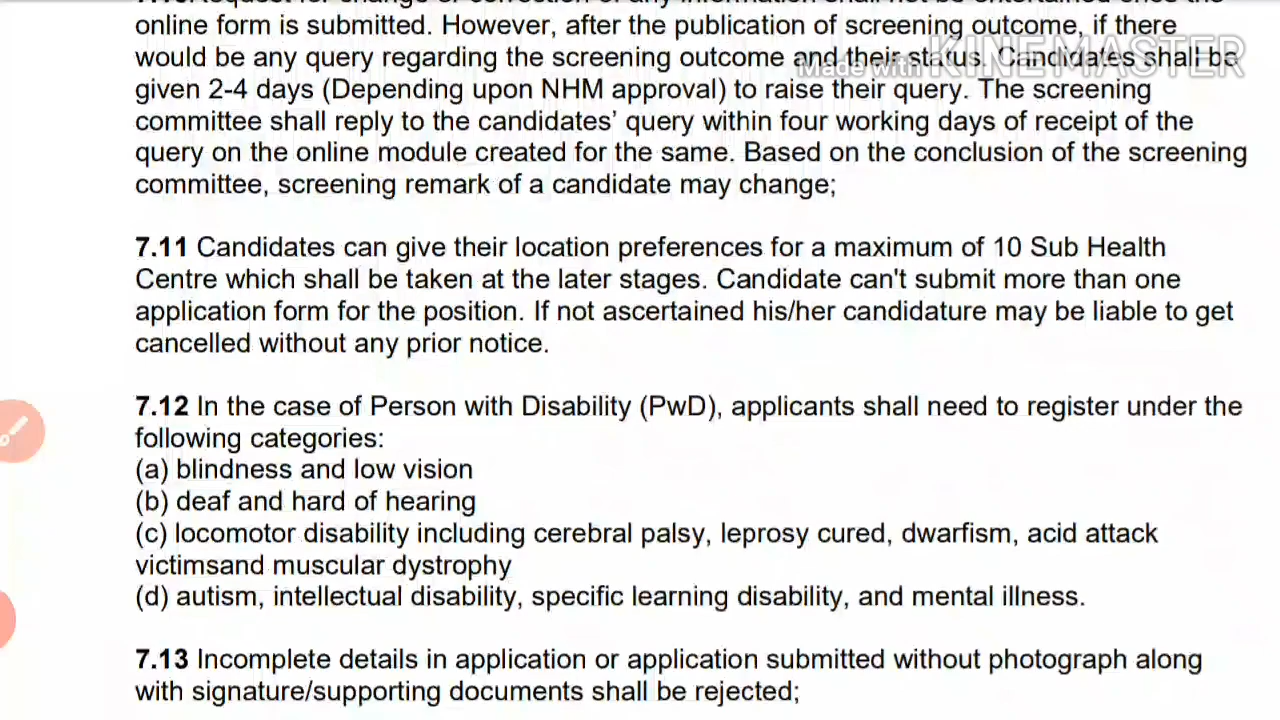 online form is submitted. However, after the publication of screening outcome, if there
would be any query regarding the screening outcome and their status. Candidates shall be
given 2-4 days (Depending upon NHM approval) to raise their query. The screening
committee shall reply to the candidates’ query within four working days of receipt of the
query on the online module created for the same. Based on the conclusion of the screening
committee, screening remark of a candidate may change;
Made with KINEMASTER
7.11 Candidates can give their location preferences for a maximum of 10 Sub Health
Centre which shall be taken at the later stages. Candidate can't submit more than one
application form for the position. If not ascertained his/her candidature may be liable to get
cancelled without any prior notice.
7.12 In the case of Person with Disability (PwD), applicants shall need to register under the
following categories:
(a) blindness and low vision
(b) deaf and hard of hearing
(c) locomotor disability including cerebral palsy, leprosy cured, dwarfism, acid attack
victimsand muscular dystrophy
(d) autism, intellectual disability, specific learning disability, and mental illness.
7.13 Incomplete details in application or application submitted without photograph along
with signature/supporting documents shall be rejected;